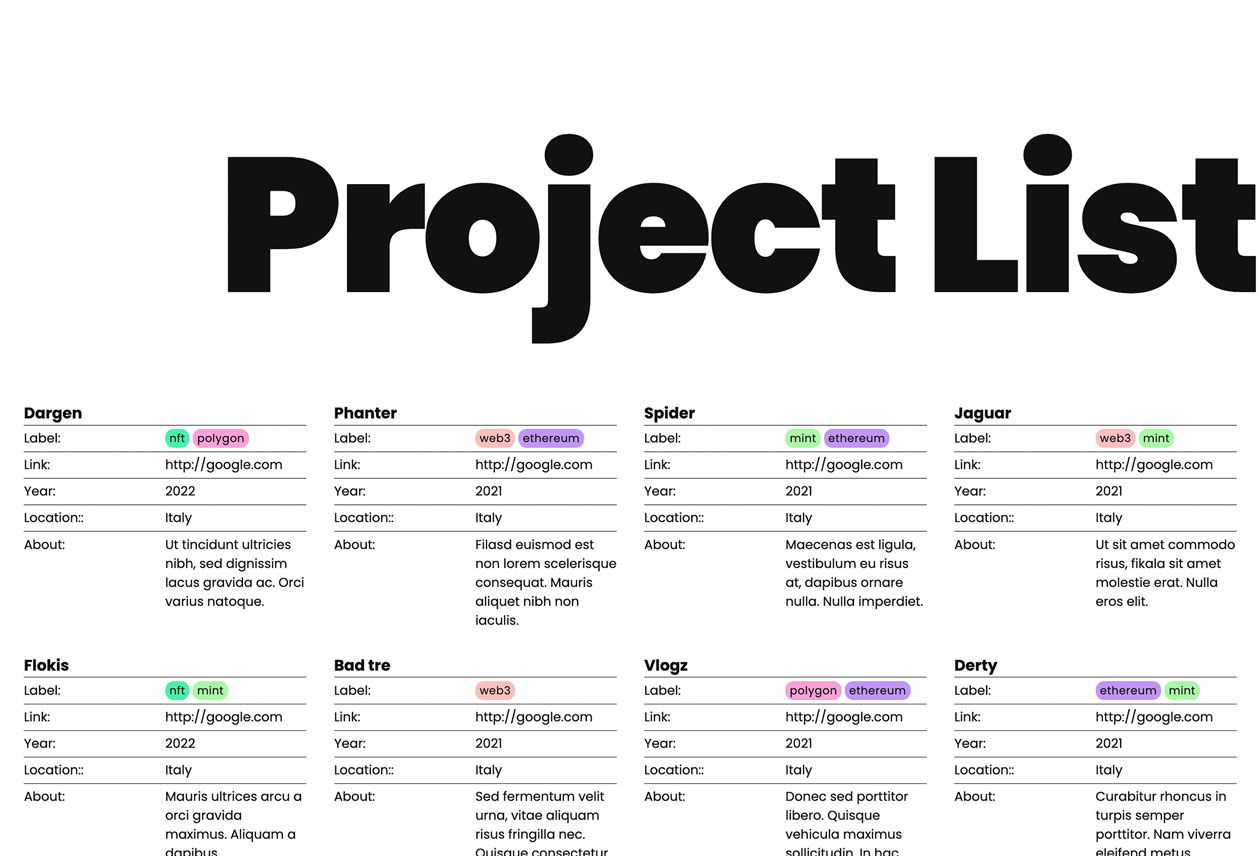 Project List
Dargen
Label: nft polygon
Link: http://google.com
Year: 2022
Location:: Italy
About: Ut tincidunt ultricies
nibh, sed dignissim
lacus gravida ac. Orci
varius natoque.
Phanter
Label: web3 ethereum
Link: http://google.com
Year: 2021
Location:: Italy
About: Filasd euismod est
non lorem scelerisque
consequat. Mauris
aliquet nibh non
iaculis.
Spider
Label: mint ethereum
Link: http://google.com
Year: 2021
Location:: Italy
About: Maecenas est ligula,
vestibulum eu risus
at, dapibus ornare
nulla. Nulla imperdiet.
Jaguar
Label: web3 mint
Link: http://google.com
Year: 2021
Location:: Italy
About: Ut sit amet commodo
risus, fikala sit amet
molestie erat. Nulla
eros elit.
Flokis
Label: nft mint
Link: http://google.com
Year: 2022
Location:: Italy
About: Mauris ultrices arcu a
orci gravida
maximus. Aliquam a
dapibus
Bad tre
Label: web3
Link: http://google.com
Year: 2021
Location:: Italy
About: Sed fermentum velit
urna, vitae aliquam
risus fringilla nec.
Quisque consectetur
Vlogz
Label: polygon ethereum
Link: http://google.com
Year: 2021
Location:: Italy
About: Donec sed porttitor
libero. Quisque
vehicula maximus
sollicitudin. In hac
Derty
Label: ethereum mint
Link: http://google.com
Year: 2021
Location:: Italy
About: Curabitur rhoncus in
turpis semper
porttitor. Nam viverra
eleifend metus